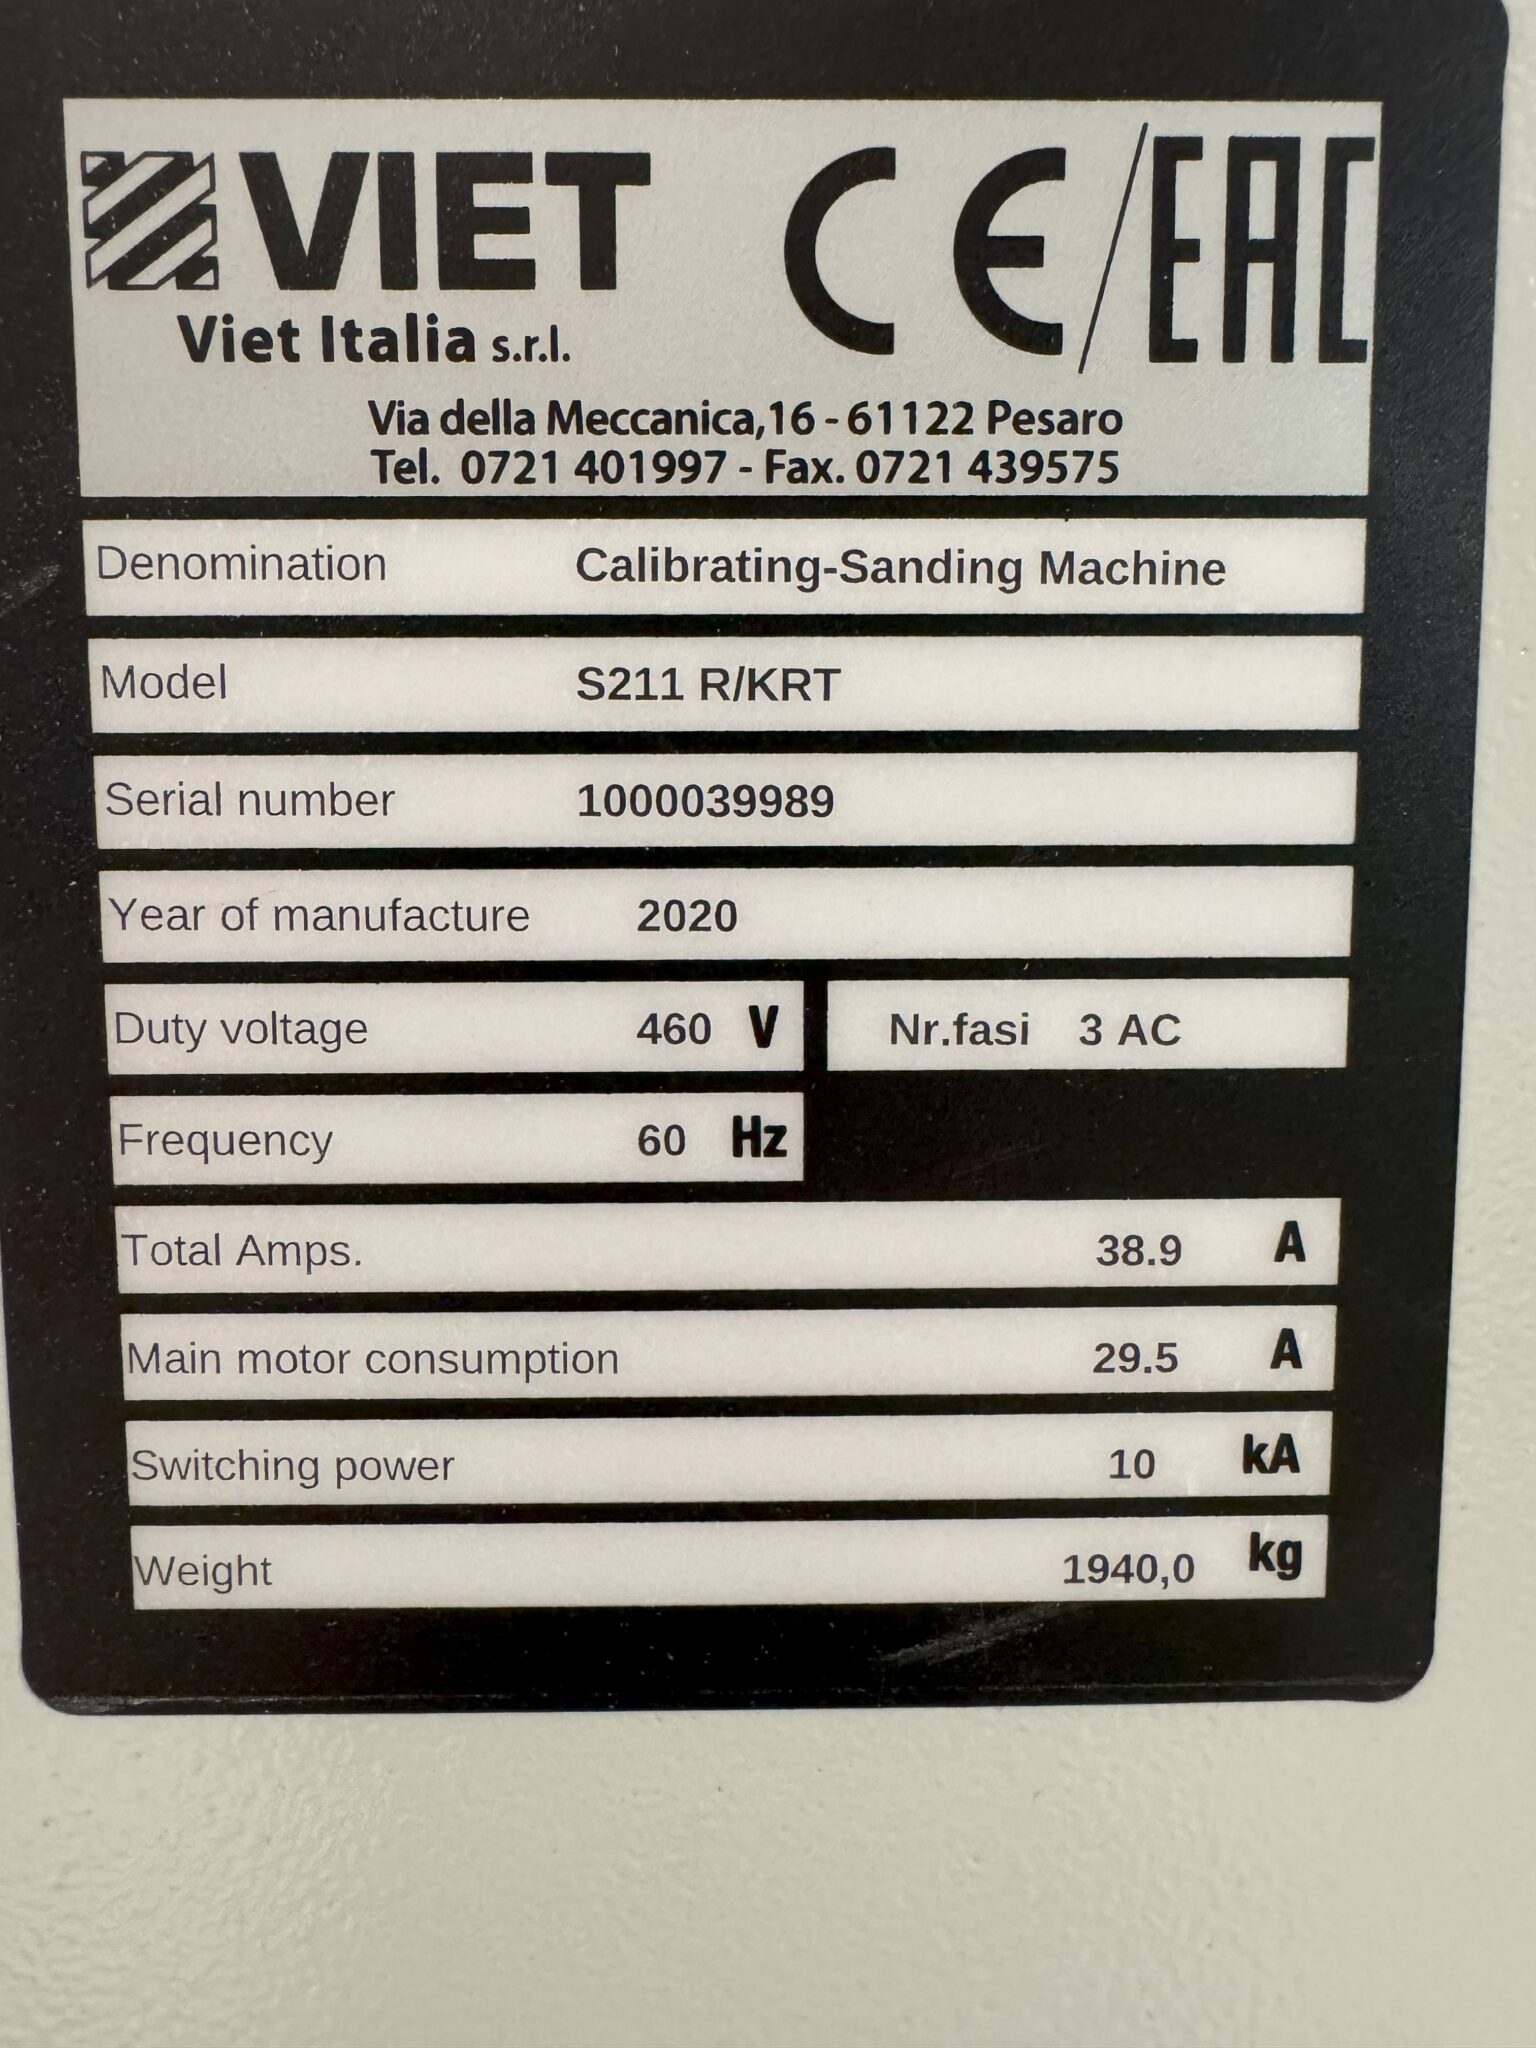 VIET CE/EAC
Viet Italia s.r.l.
Via della Meccanica,16 - 61122 Pesaro
Tel. 0721 401997 - Fax. 0721 439575
Denomination Calibrating-Sanding Machine
Model S211 R/KRT
Serial number 1000039989
Year of manufacture 2020
Duty voltage 460 V Nr.fasi 3 AC
Frequency 60 Hz
Total Amps. 38.9 A
Main motor consumption 29.5 A
Switching power 10 kA
Weight 1940,0 kg